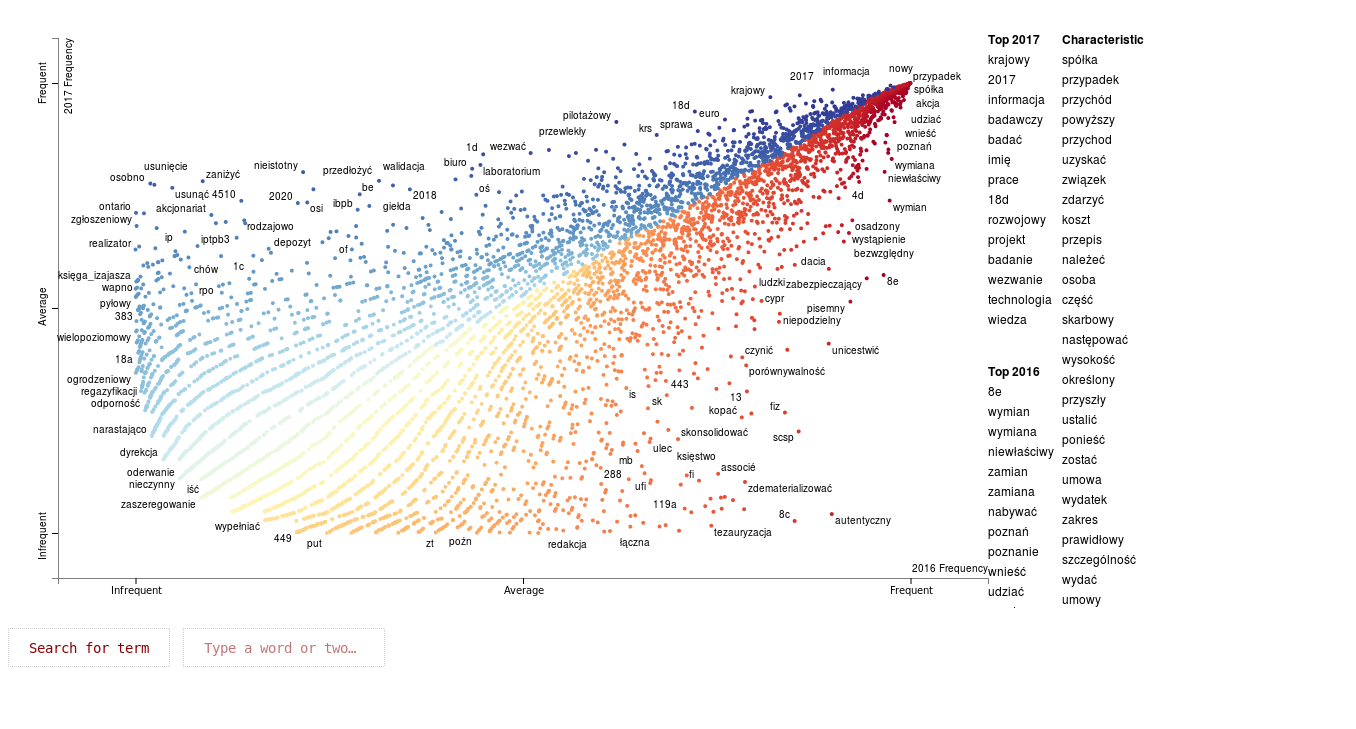 Frequent
2017 Frequency
Average
Infrequent
Infrequent
Average
Frequent
2016 Frequency
nowy
informacja
przypadek
2017
krajowy
spółka
akcja
18d
euro
pilotażowy
udziać
sprawa
krs
przewlekły
wnieść
poznań
1d
wezwać
biuro
laboratorium
wymiana
niewłaściwy
usunięcie
nieistotny
walidacja
przedłożyć
zaniżyć
osobno
be
oś
usunąć
4510
2020
2018
4d
wymian
ontario
akcjonariat
osi
ibpb
giełda
zgłoszeniowy
rodzajowo
osadzony
realizator
ip
iptpb3
depozyt
of
wystąpienie
bezwzględny
dacia
chów
1c
księga_izajasza
wapno
rpo
ludzki
zabezpieczający
8e
pyłowy
cypr
pisemny
383
niepodzielny
wielopoziomowy
18a
czynić
unicestwić
ogrodzeniowy
porównywalność
regazyfikacji
443
odporność
is
sk
13
kopać
fiz
narastająco
skonsolidować
scsp
dyrekcja
ulec
księstwo
mb
associé
oderwanie
288
fi
nieczynny
iść
ufi
zdematerializować
zaszeregowanie
119a
8c
autentyczny
wypełniać
449
put
zt
poźn
redakcja
łączna
tezauryzacja
Top 2017
krajowy
2017
informacja
badawczy
badać
imię
prace
18d
rozwojowy
projekt
badanie
wezwanie
technologia
wiedza
Top 2016
8e
wymian
wymiana
niewłaściwy
zamian
zamiana
nabywać
poznań
poznanie
wnieść
udziać
Characteristic
spółka
przypadek
przychód
powyższy
przychod
uzyskać
związek
zdarzyć
koszt
przepis
należeć
osoba
część
skarbowy
następować
wysokość
określony
przyszły
ustalić
ponieść
zostać
umowa
wydatek
zakres
prawidłowy
szczególność
wydać
umowy
Search for term
Type a word or two…